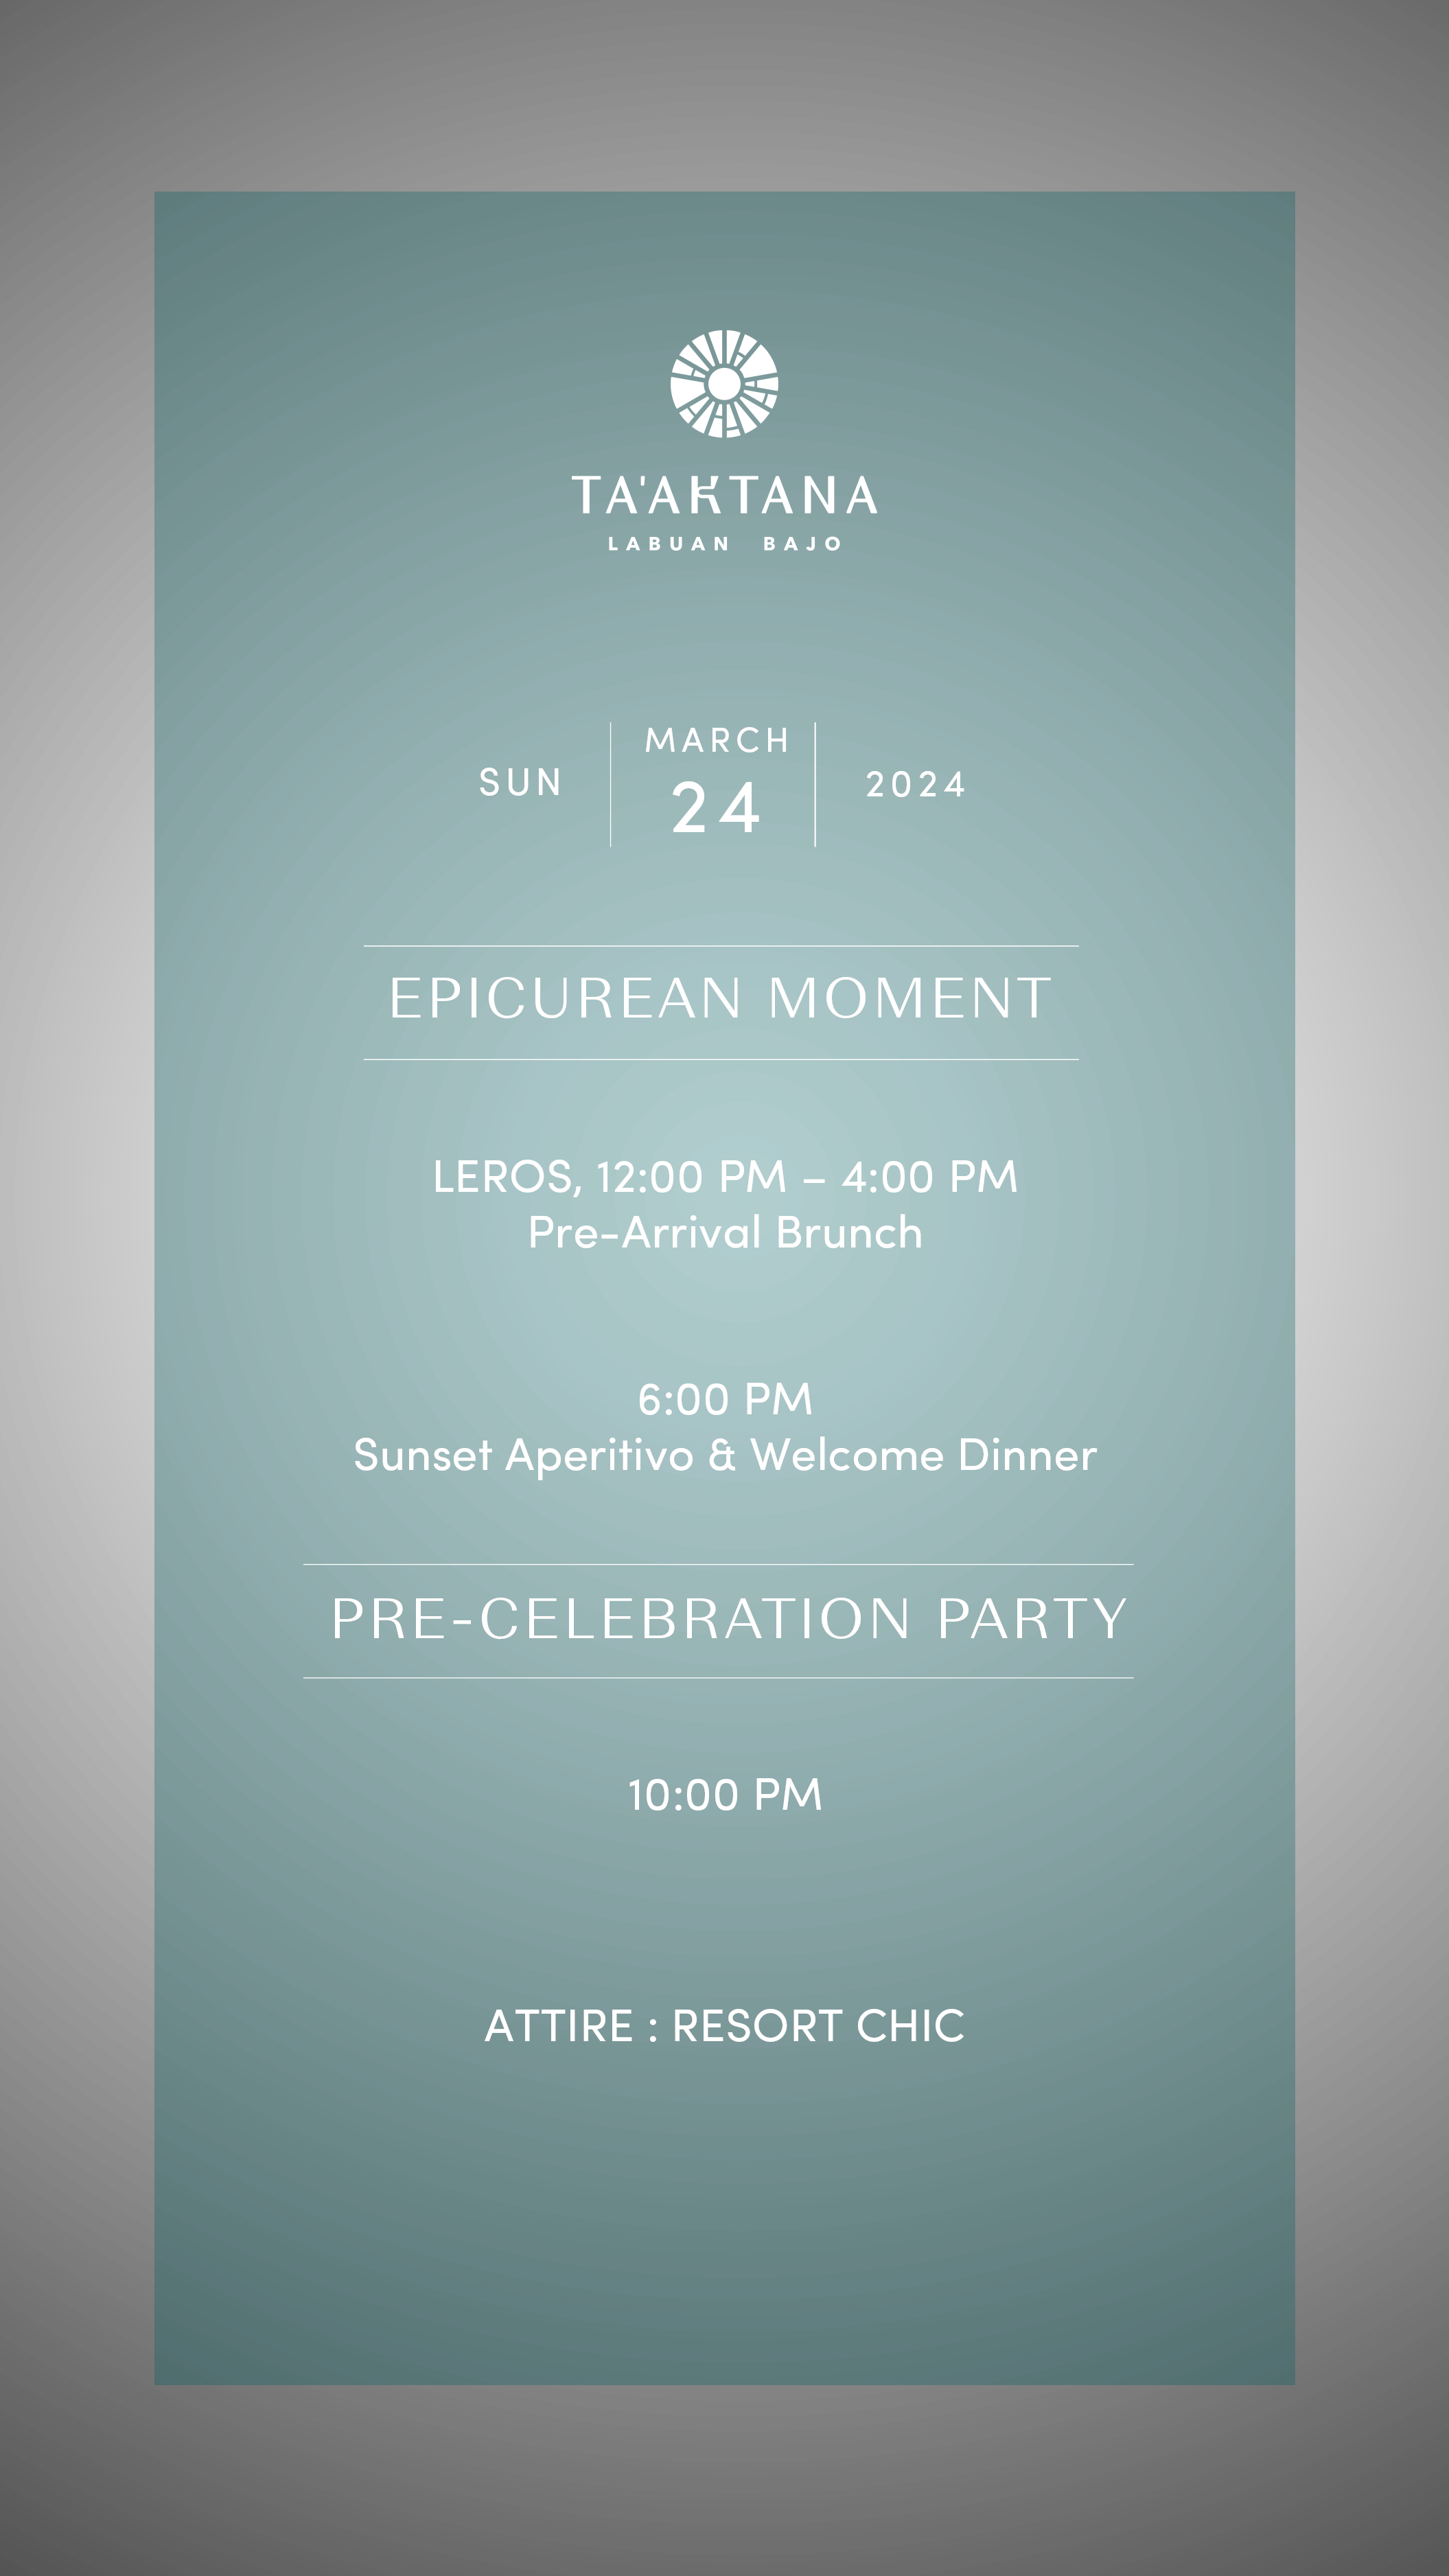 TA'AKTANA
LABUAN BAJO
SUN
MARCH
24
2024
EPICUREAN MOMENT
LEROS, 12:00 PM – 4:00 PM
Pre-Arrival Brunch
6:00 PM
Sunset Aperitivo & Welcome Dinner
PRE-CELEBRATION PARTY
10:00 PM
ATTIRE : RESORT CHIC